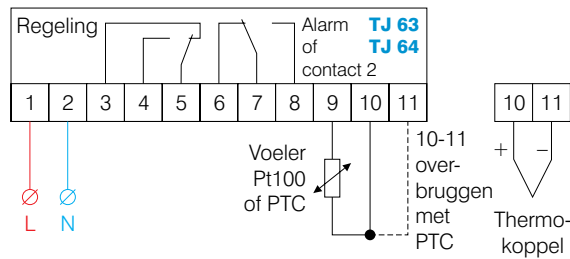 Regeling
Alarm TJ 63
of TJ 64
contact 2
1 2 3 4 5 6 7 8 9 10 11
10 11
Voeler
Pt100
of PTC
10-11
over-
bruggen
met
PTC
+ −
L N
Thermo-
koppel